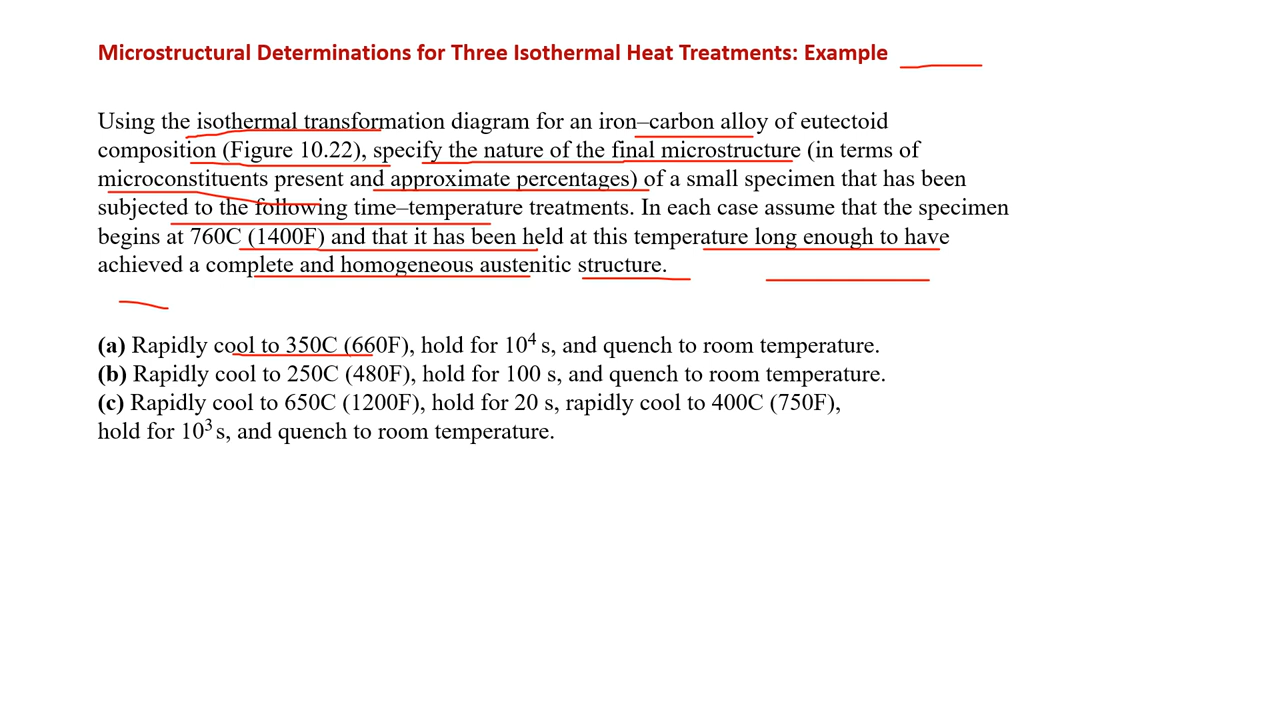 Microstructural Determinations for Three Isothermal Heat Treatments: Example
Using the isothermal transformation diagram for an iron–carbon alloy of eutectoid
composition (Figure 10.22), specify the nature of the final microstructure (in terms of
microconstituents present and approximate percentages) of a small specimen that has been
subjected to the following time–temperature treatments. In each case assume that the specimen
begins at 760C (1400F) and that it has been held at this temperature long enough to have
achieved a complete and homogeneous austenitic structure.
(a) Rapidly cool to 350C (660F), hold for 10⁴ s, and quench to room temperature.
(b) Rapidly cool to 250C (480F), hold for 100 s, and quench to room temperature.
(c) Rapidly cool to 650C (1200F), hold for 20 s, rapidly cool to 400C (750F),
hold for 10³ s, and quench to room temperature.